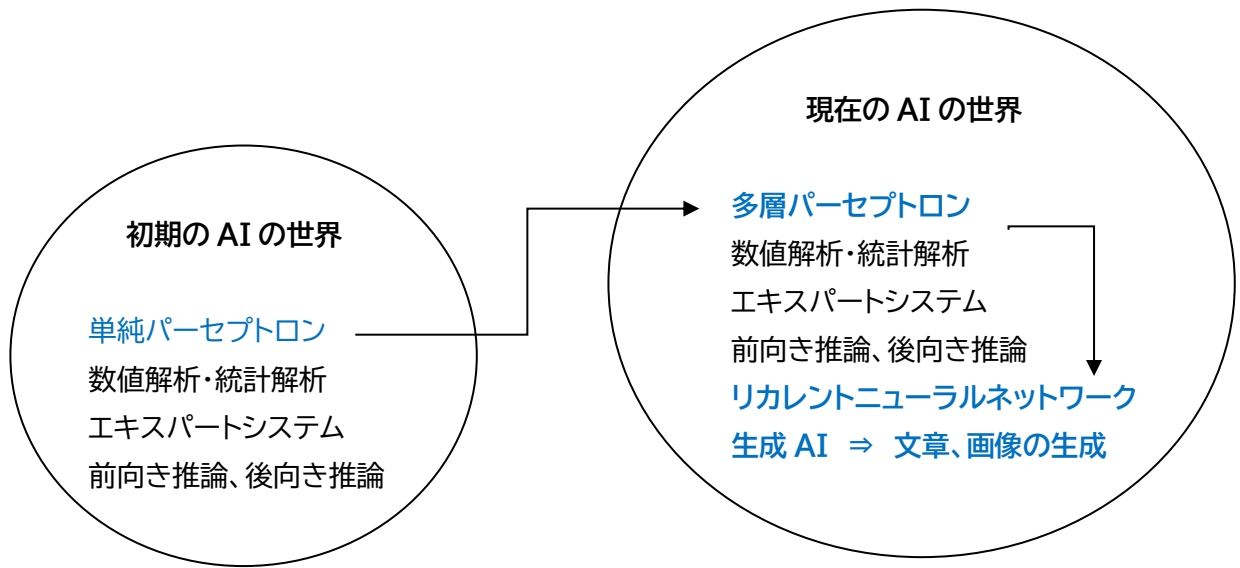 初期の AI の世界
単純パーセプトロン
数値解析・統計解析
エキスパートシステム
前向き推論、後向き推論
現在の AI の世界
多層パーセプトロン
数値解析・統計解析
エキスパートシステム
前向き推論、後向き推論
リカレントニューラルネットワーク
生成 AI ⇒ 文章、画像の生成